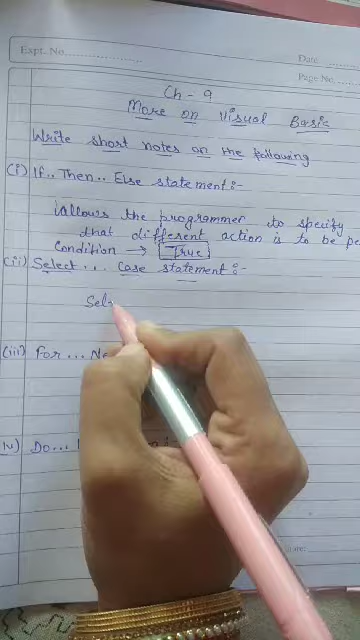 Expt. No.
Date
Page No.
Ch - 9
More on Visual Basic
Write short notes on the following
(i) If.. Then.. Else statement :-
allows the programmer to specify
that different action is to be pe
condition → True
(ii) Select... Case statement :-
Sel
(iii) For... Ne
iv) Do...